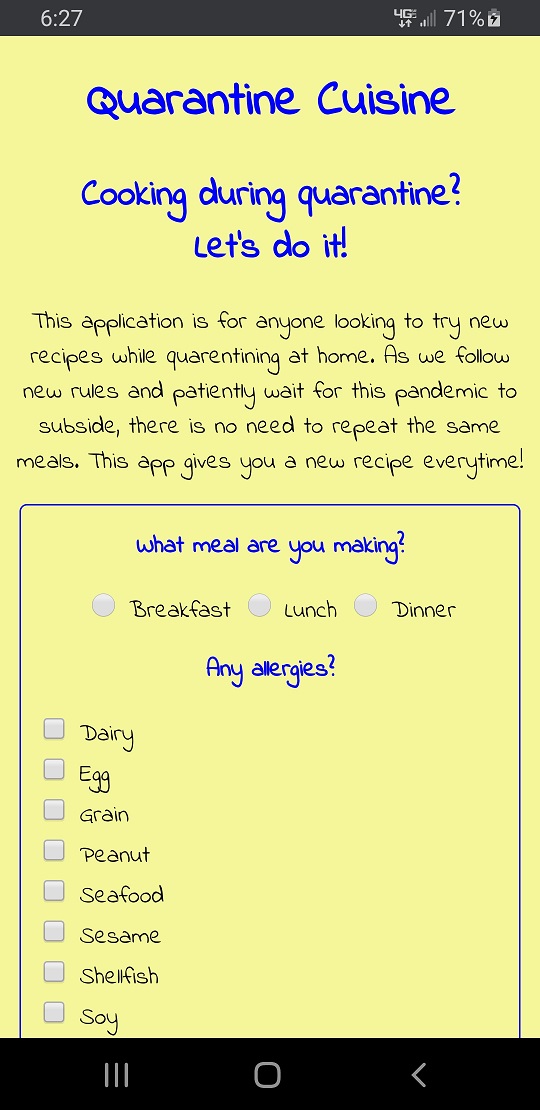 6:27
4GE 71%
Quarantine Cuisine
Cooking during quarantine?
Let's do it!
This application is for anyone looking to try new
recipes while quarentining at home. As we follow
new rules and patiently wait for this pandemic to
subside, there is no need to repeat the same
meals. This app gives you a new recipe everytime!
What meal are you making?
Breakfast Lunch Dinner
Any allergies?
Dairy
Egg
Grain
Peanut
Seafood
Sesame
Shellfish
Soy